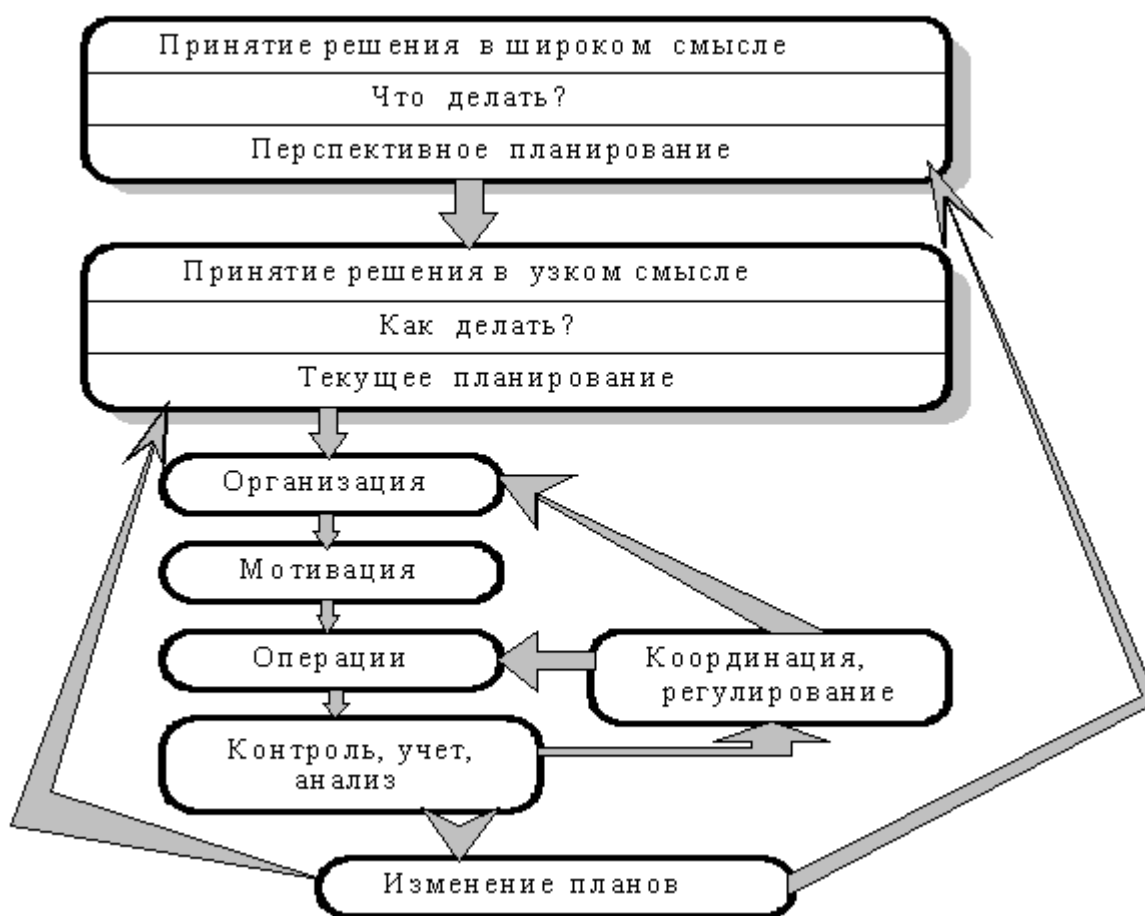 Принятие решения в широком смысле
Что делать?
Перспективное планирование
Принятие решения в узком смысле
Как делать?
Текущее планирование
Организация
Мотивация
Операции
Координация,
регулирование
Контроль, учет,
анализ
Изменение планов